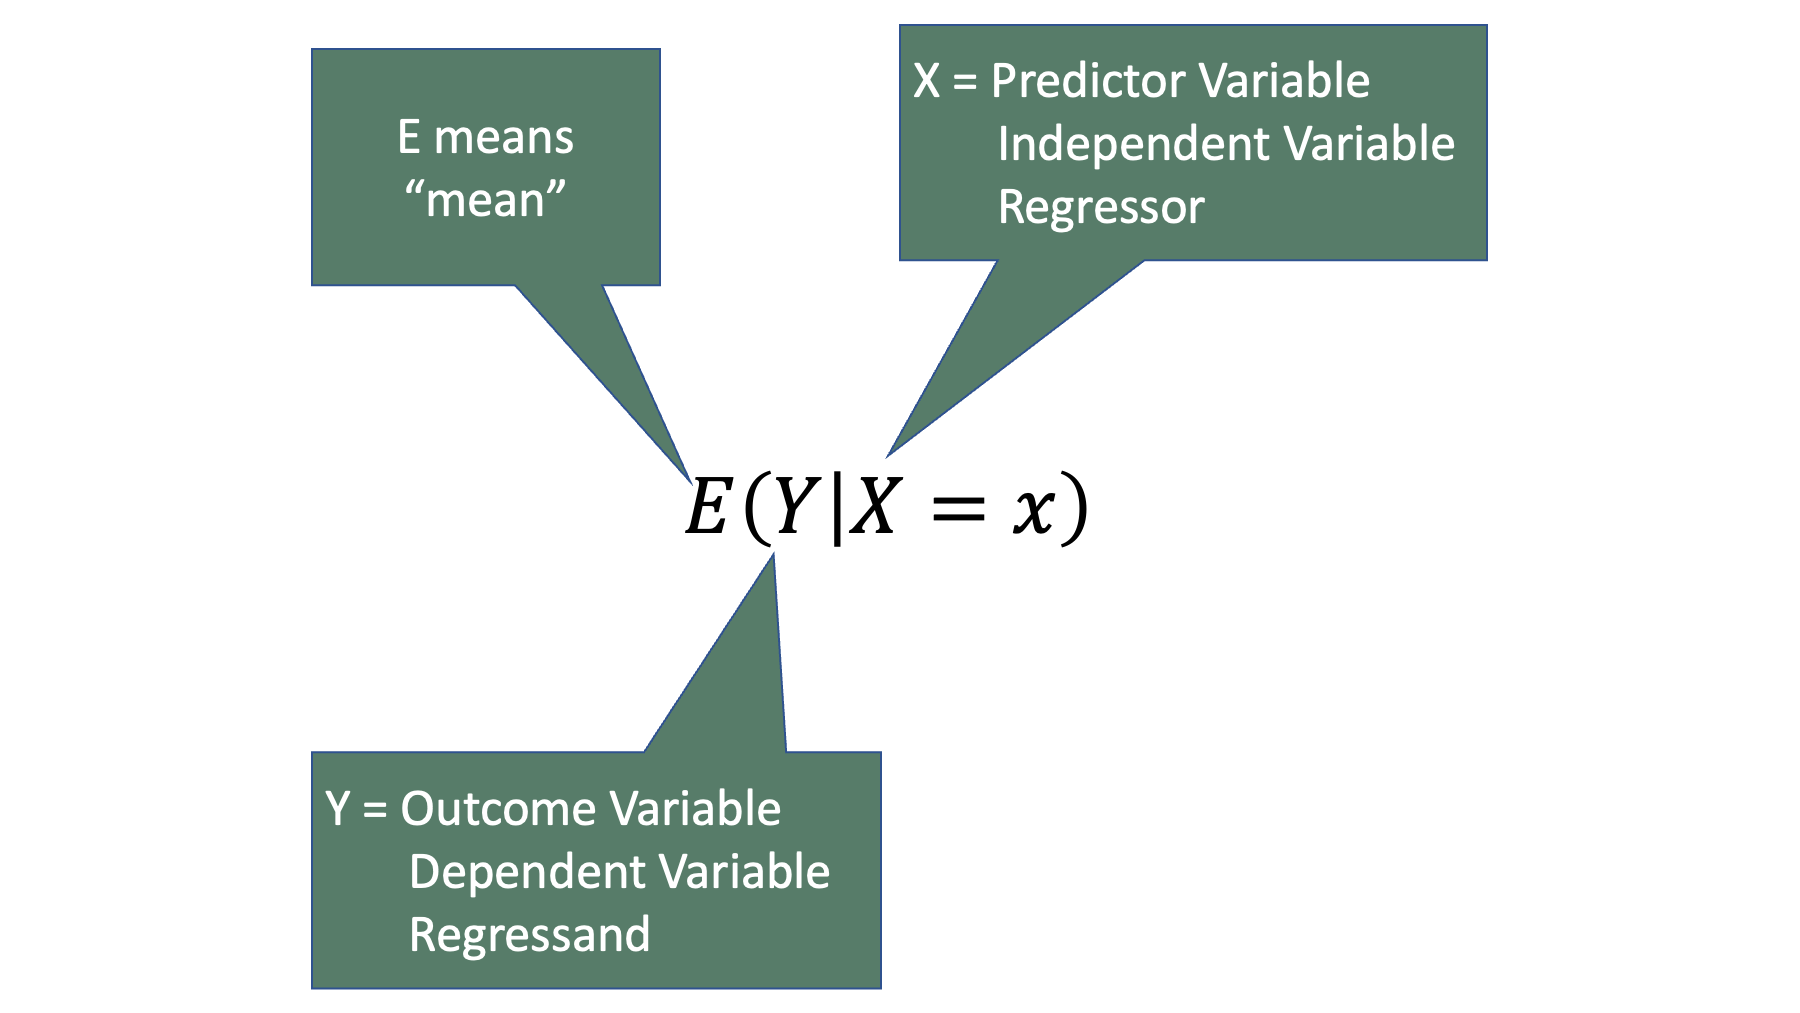 E means
“mean”
X = Predictor Variable
Independent Variable
Regressor
E(Y|X = x)
Y = Outcome Variable
Dependent Variable
Regressand